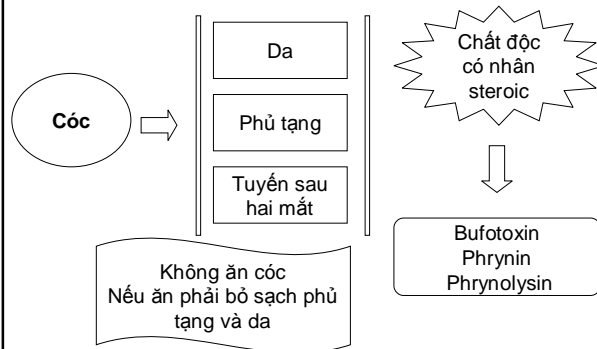 Cóc
Da
Phủ tạng
Tuyến sau
hai mắt
Chất độc
có nhân
steroic
Bufotoxin
Phrynin
Phrynolysin
Không ăn cóc
Nếu ăn phải bỏ sạch phủ
tạng và da